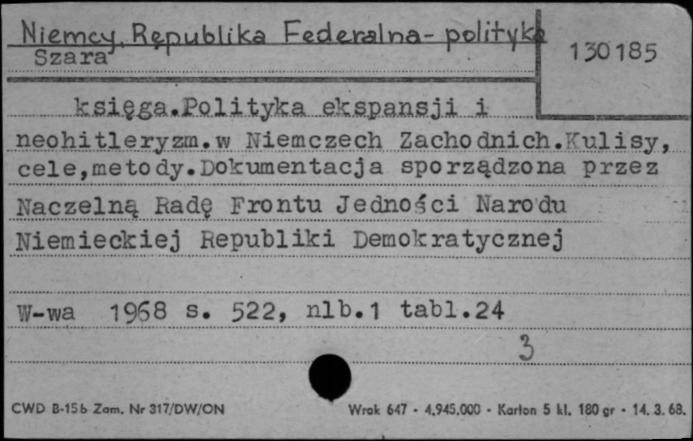 Niemcy, Republika Federalna - polityka
130185
Szara
księga.Polityka ekspansji i
neohitleryzm.w Niemczech Zachodnich.Kulisy,
cele,metody.Dokumentacja sporządzona przez
Naczelną Radę Frontu Jedności Narodu
Niemieckiej Republiki Demokratycznej
W-wa 1968 s. 522, nlb.1 tabl.24
3
CWD B-15b Zam. Nr 317/DW/ON Wrok 647 - 4.945.000 - Karton 5 kl. 180 gr - 14. 3. 68.